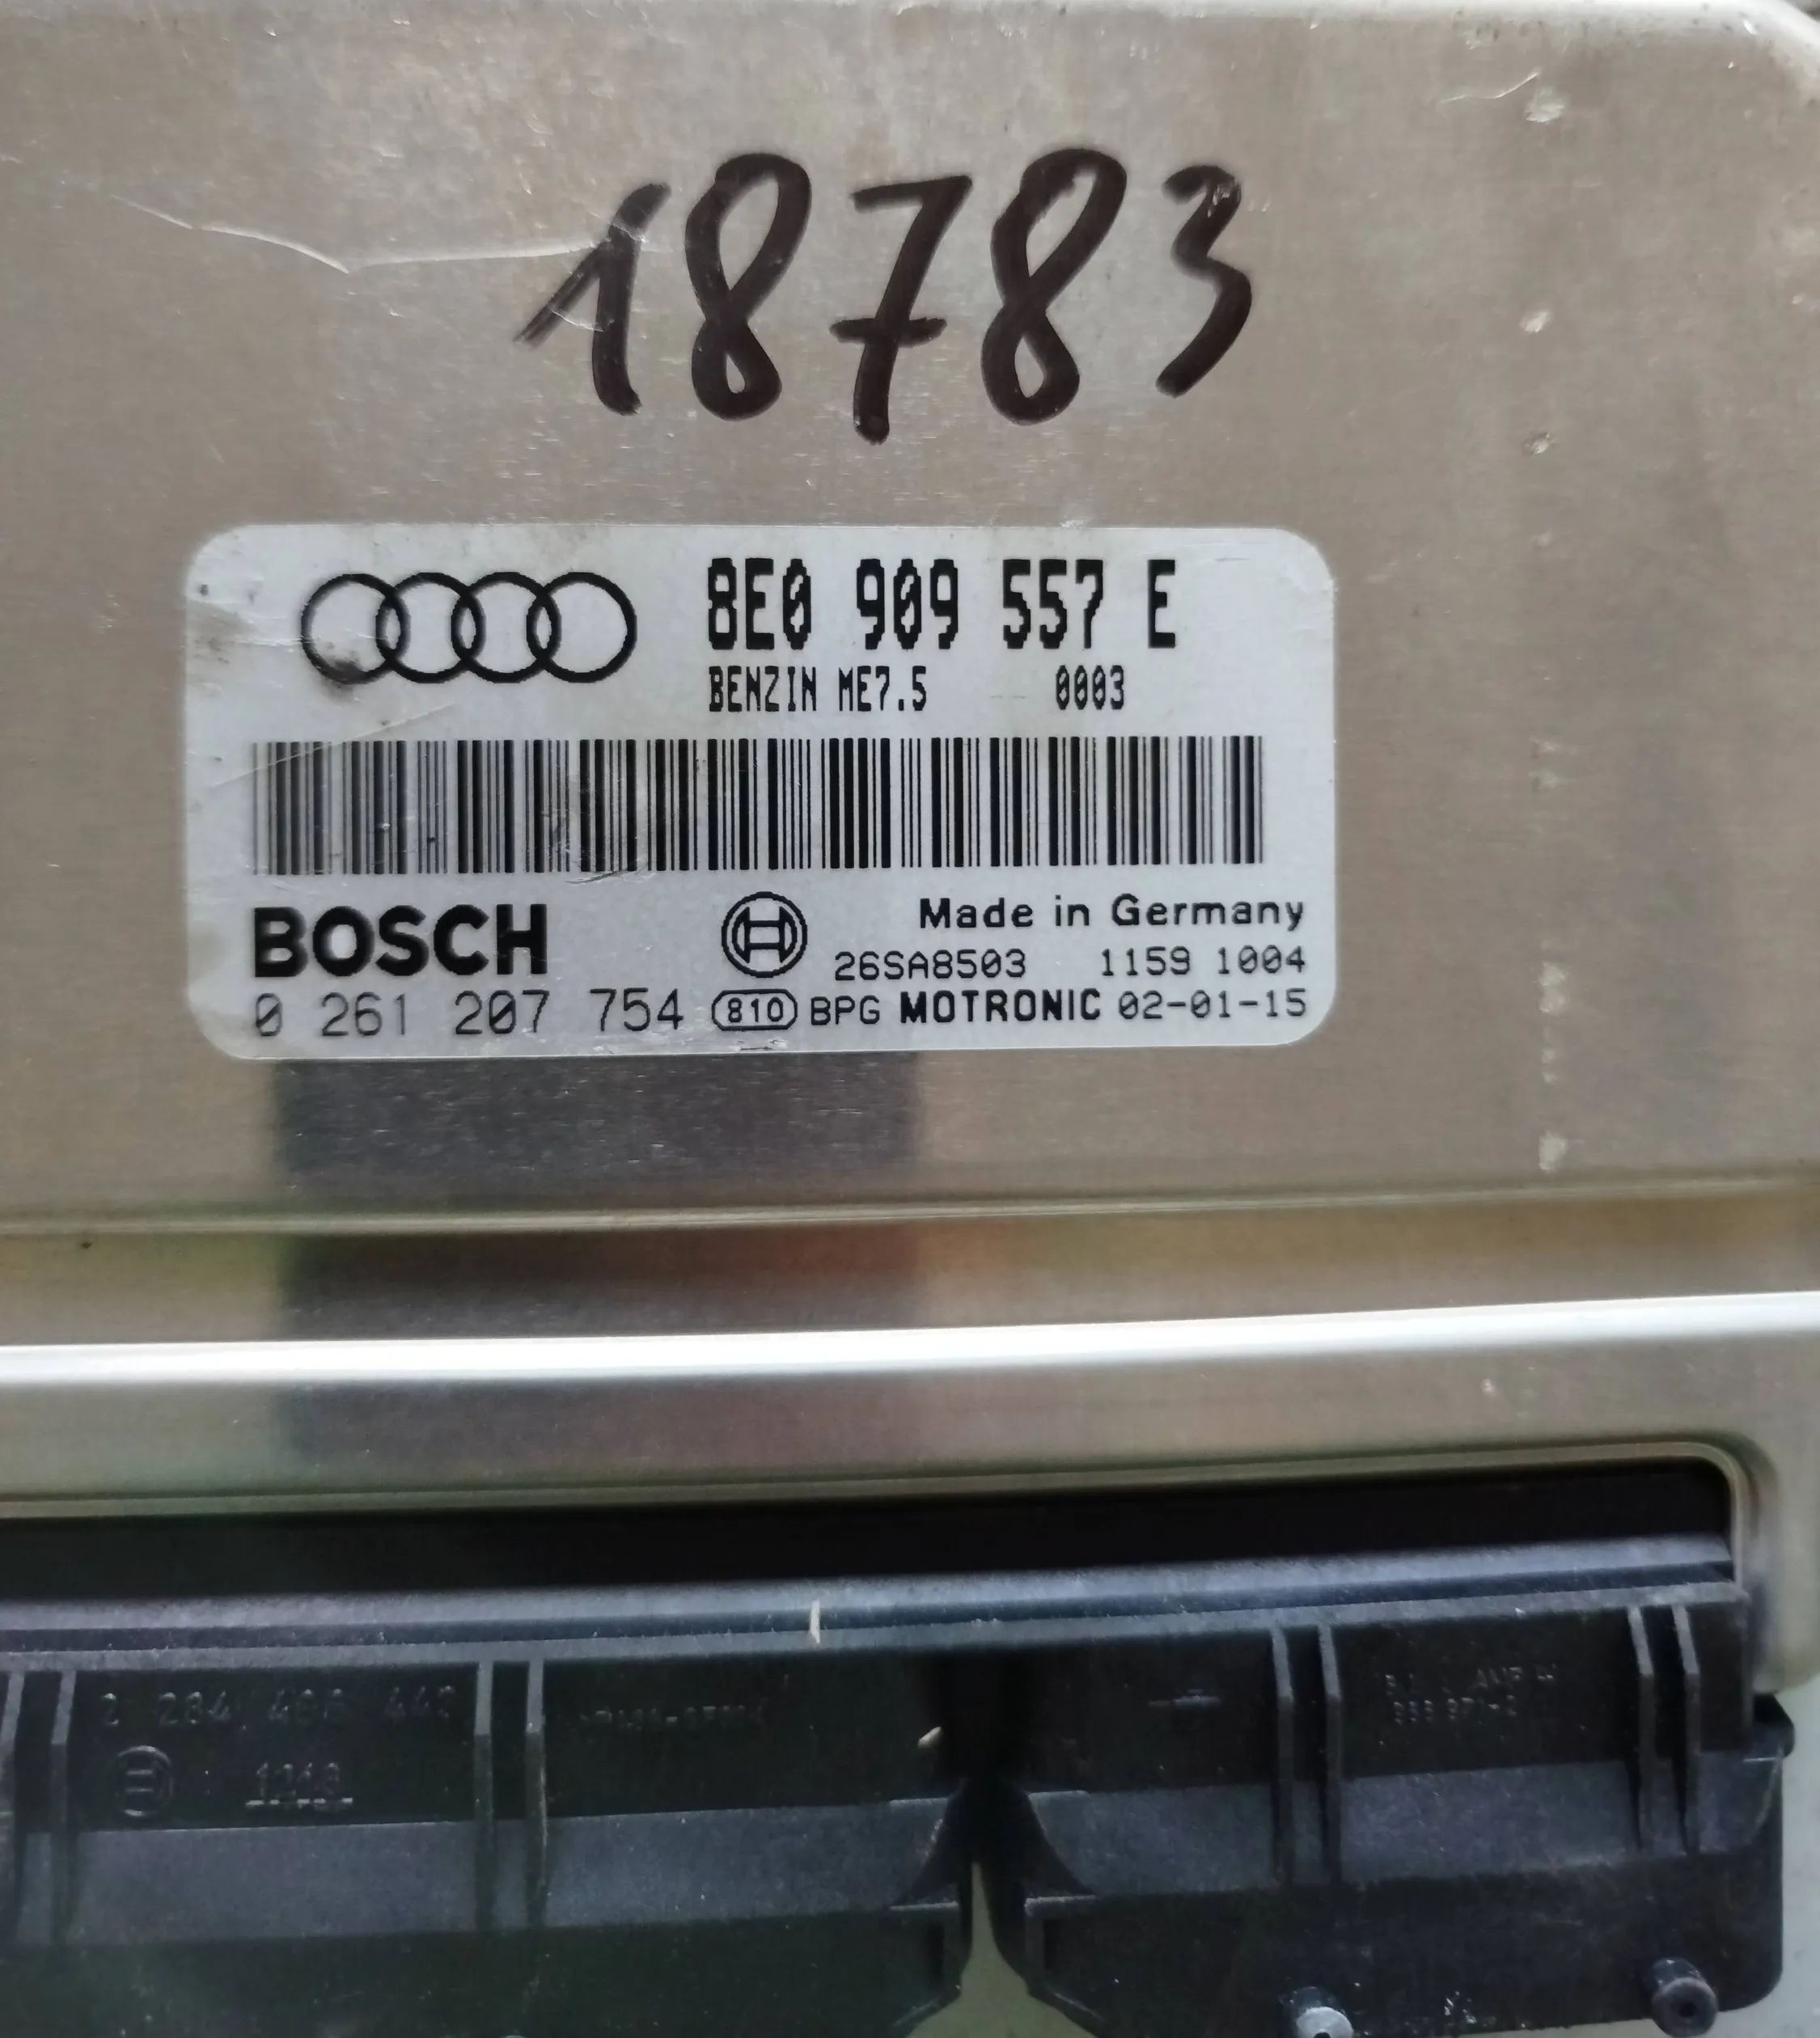 18783
8E0 909 557 E
BENZIN ME7.5 0003
BOSCH
Made in Germany
26SA8503 1159 1004
0 261 207 754 810 BPG MOTRONIC 02-01-15